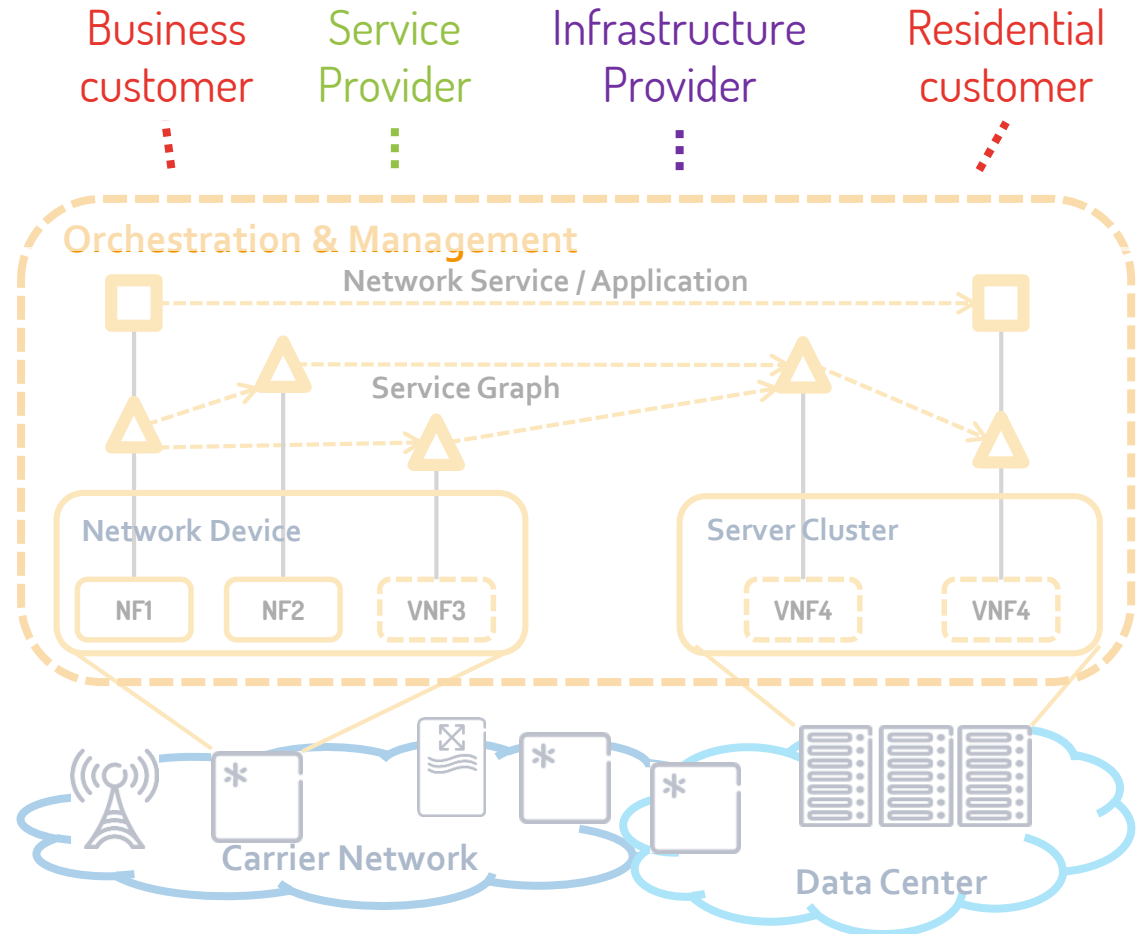 Business
customer
Service
Provider
Infrastructure
Provider
Residential
customer
Orchestration & Management
Network Service / Application
Service Graph
Network Device
Server Cluster
NF1
NF2
VNF3
VNF4
VNF4
Carrier Network
Data Center